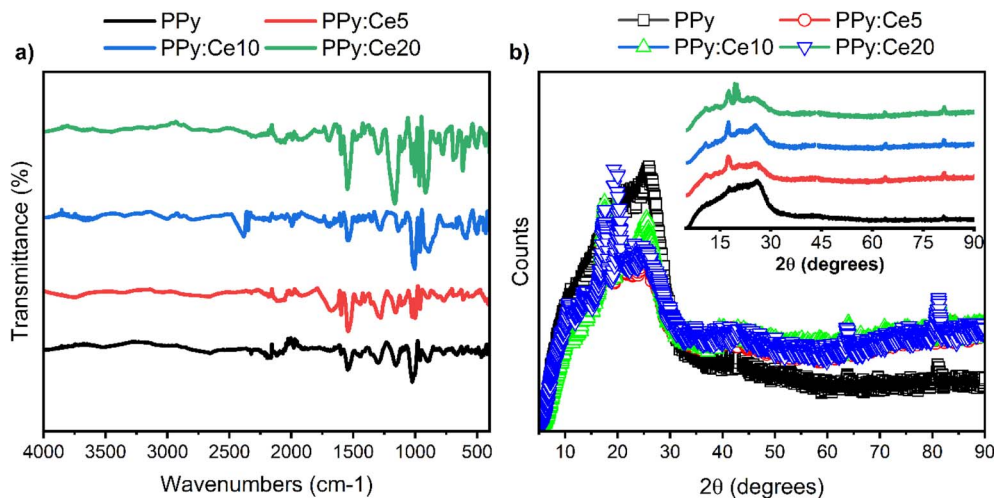 PPy PPy:Ce5
a) PPy:Ce10 PPy:Ce20
Transmittance (%)
4000 3500 3000 2500 2000 1500 1000 500
Wavenumbers (cm-1)
PPy PPy:Ce5
b) PPy:Ce10 PPy:Ce20
Counts
15 30 45 60 75 90
2θ (degrees)
10 20 30 40 50 60 70 80 90
2θ (degrees)